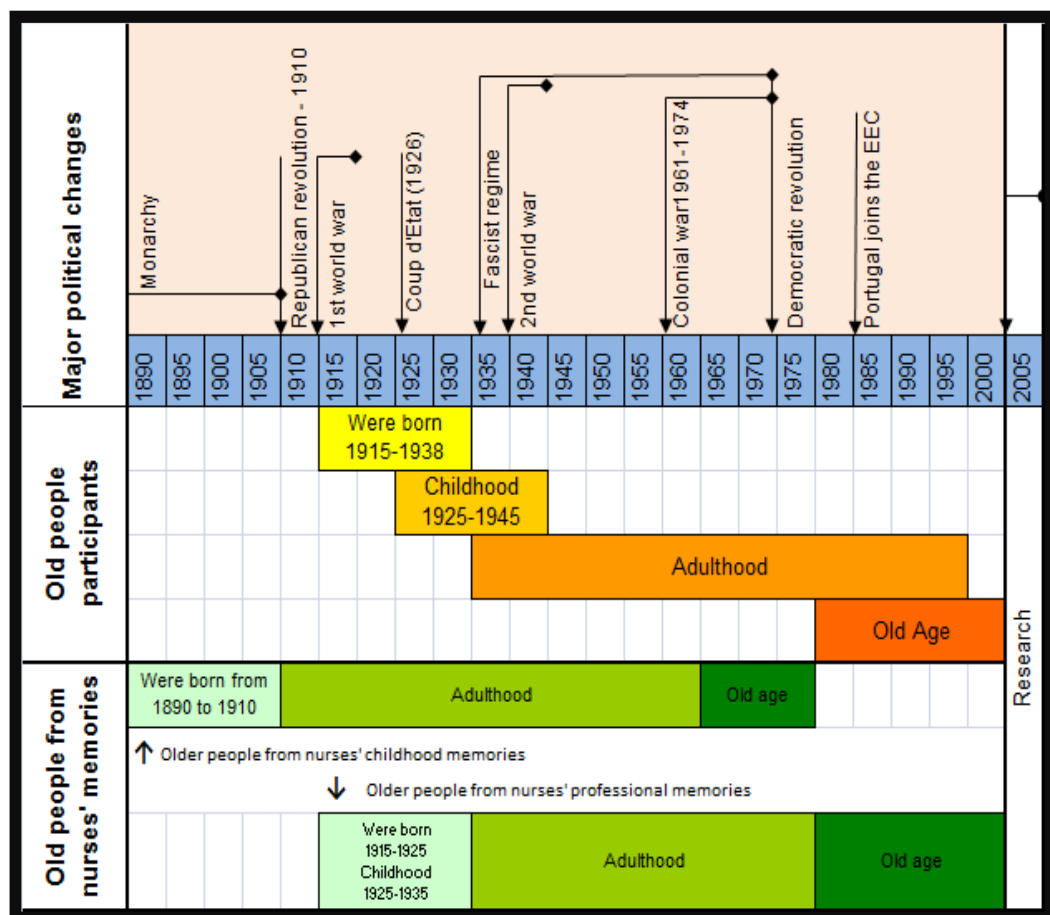 Major political changes
Monarchy
Republican revolution - 1910
1st world war
Coup d'Etat (1926)
Fascist regime
2nd world war
Colonial war1961-1974
Democratic revolution
Portugal joins the EEC
1890
1895
1900
1905
1910
1915
1920
1925
1930
1935
1940
1945
1950
1955
1960
1965
1970
1975
1980
1985
1990
1995
2000
2005
Old people
participants
Were born
1915-1938
Childhood
1925-1945
Adulthood
Old Age
Research
Old people from
nurses' memories
Were born from
1890 to 1910
Adulthood
Old age
↑ Older people from nurses' childhood memories
↓ Older people from nurses' professional memories
Were born
1915-1925
Childhood
1925-1935
Adulthood
Old age